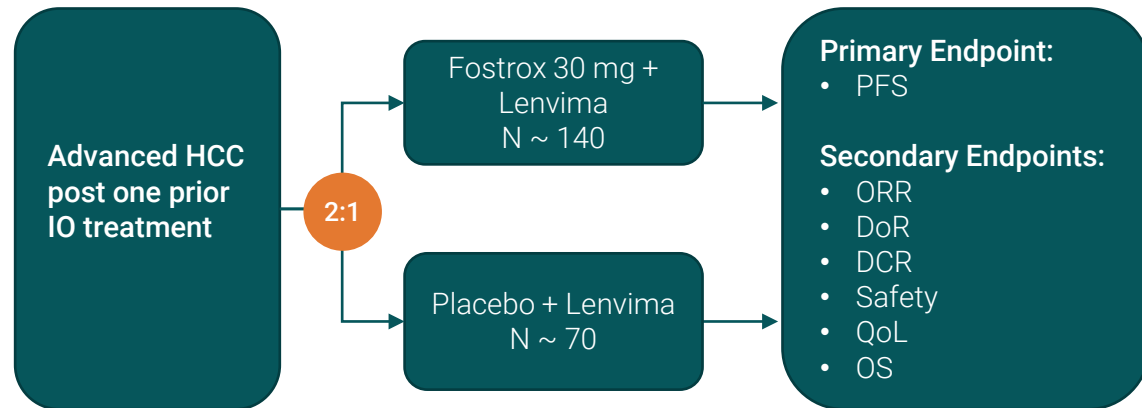 Advanced HCC
post one prior
IO treatment
2:1
Fostrox 30 mg +
Lenvima
N ~ 140
Placebo + Lenvima
N ~ 70
Primary Endpoint:
• PFS
Secondary Endpoints:
• ORR
• DoR
• DCR
• Safety
• QoL
• OS